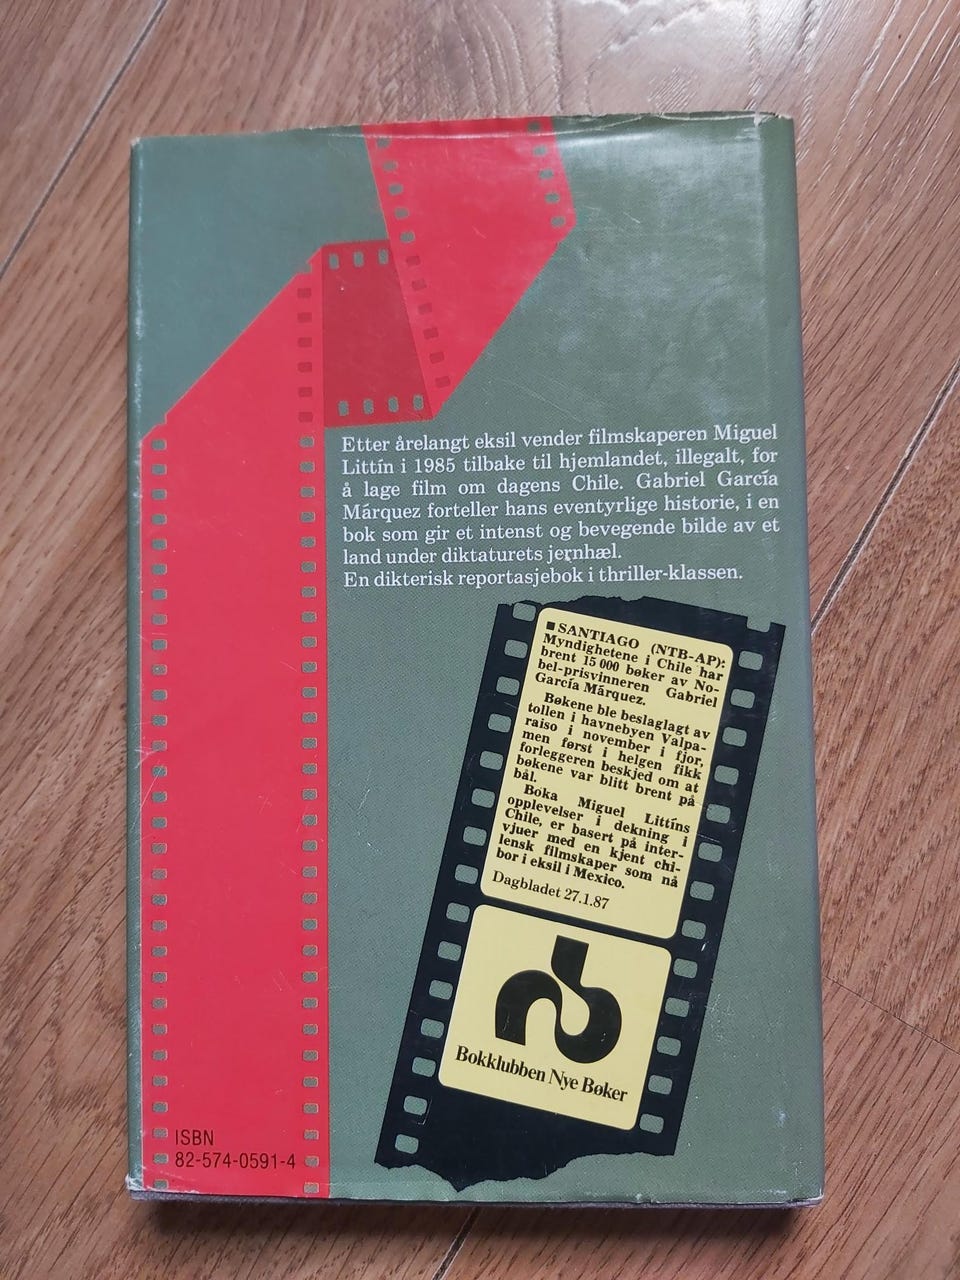 Etter årelangt eksil vender filmskaperen Miguel
Littín i 1985 tilbake til hjemlandet, illegalt, for
å lage film om dagens Chile. Gabriel García
Márquez forteller hans eventyrlige historie, i en
bok som gir et intenst og bevegende bilde av et
land under diktaturets jernhæl.
En dikterisk reportasjebok i thriller-klassen.
■ SANTIAGO (NTB-AP):
Myndighetene i Chile har
brent 15 000 bøker av No-
bel-prisvinneren Gabriel
García Márquez.
Bøkene ble beslaglagt av
tollen i havnebyen Valpa-
raiso i november i fjor,
men først i helgen fikk
forleggeren beskjed om at
bøkene var blitt brent på
bål.
Boka Miguel Littíns
opplevelser i dekning i
Chile, er basert på inter-
vjuer med en kjent chi-
lensk filmskaper som nå
bor i eksil i Mexico.
Dagbladet 27.1.87
Bokklubben Nye Bøker
ISBN
82-574-0591-4